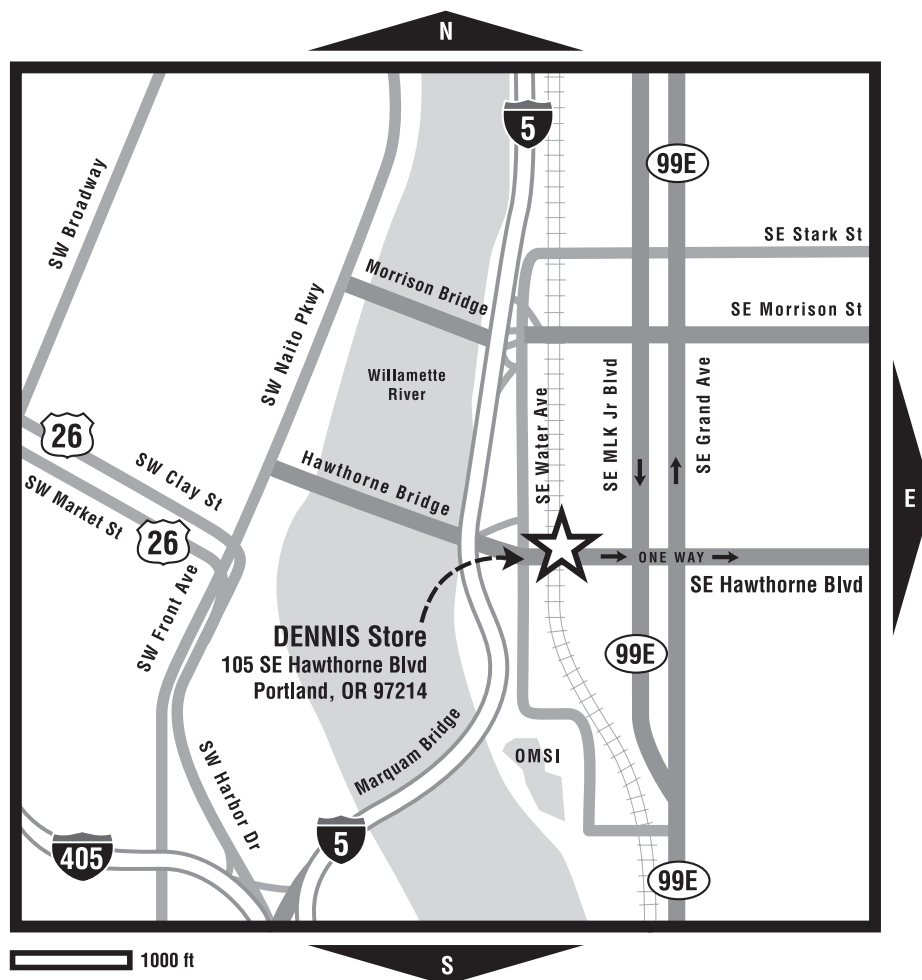 N
5
99E
SW Broadway
SE Stark St
SW Naito Pkwy
Morrison Bridge
SE Morrison St
Willamette
River
SE Water Ave
SE MLK Jr Blvd
SE Grand Ave
26
SW Clay St
Hawthorne Bridge
E
SW Market St
26
ONE WAY
SE Hawthorne Blvd
SW Front Ave
DENNIS Store
105 SE Hawthorne Blvd
Portland, OR 97214
99E
Marquam Bridge
OMSI
SW Harbor Dr
405
5
99E
1000 ft
S